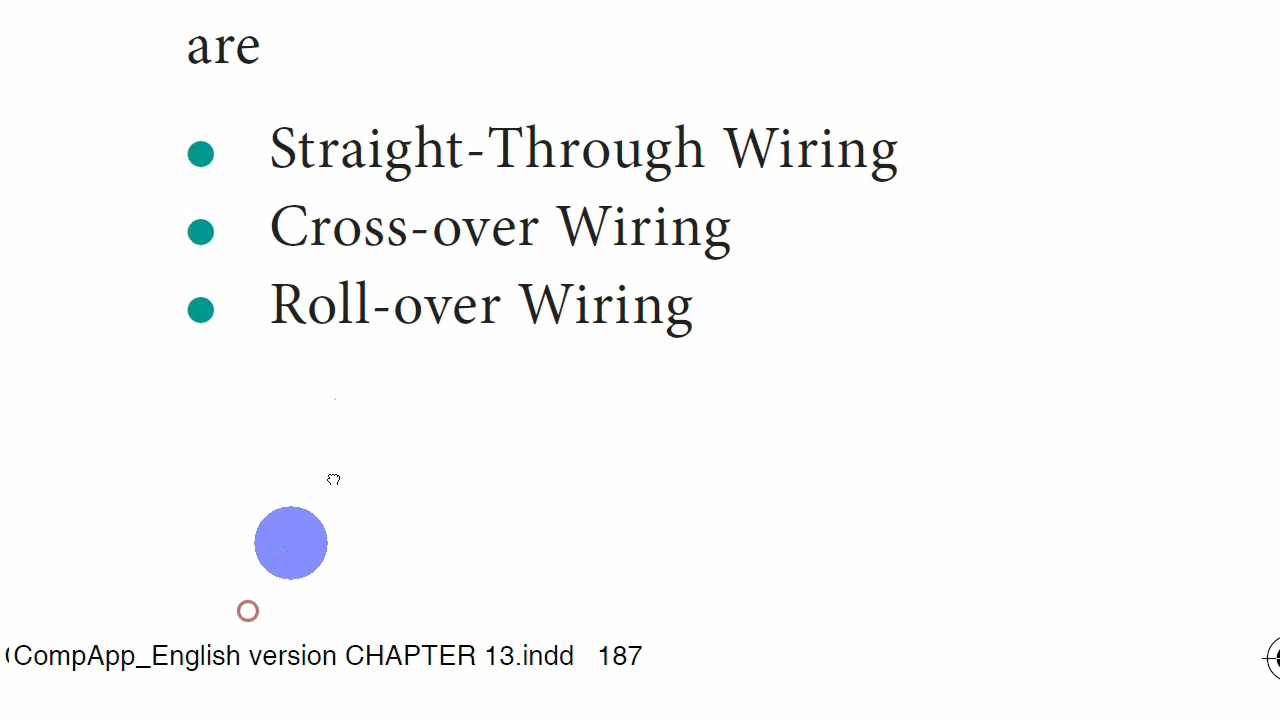 are
Straight-Through Wiring
Cross-over Wiring
Roll-over Wiring
CompApp_English version CHAPTER 13.indd 187